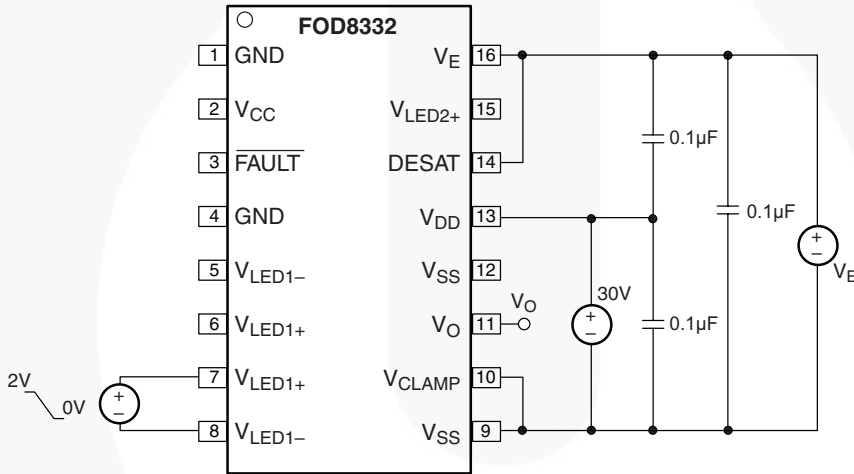 FOD8332
1 GND
VE 16
2 VCC
VLED2+ 15
0.1µF
3 FAULT
DESAT 14
4 GND
VDD 13
0.1µF
5 VLED1–
VSS 12
VE
VO
30V
6 VLED1+
VO 11
0.1µF
2V
0V
7 VLED1+
VCLAMP 10
8 VLED1–
VSS 9